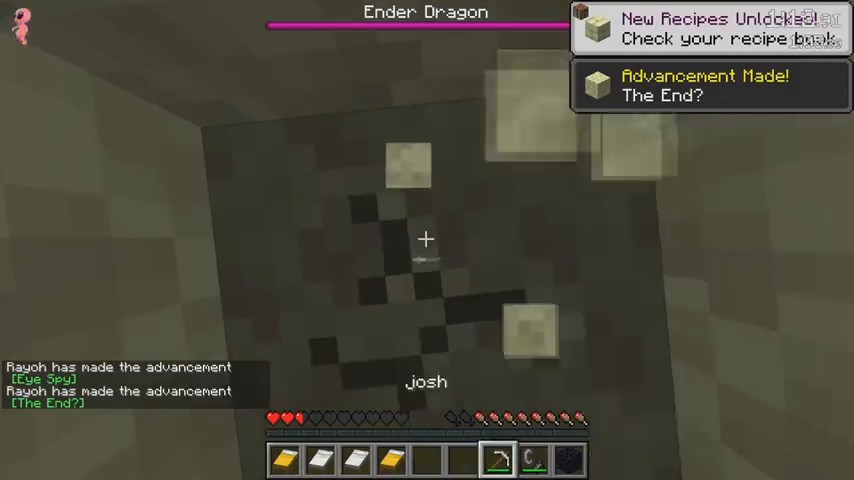 Ender Dragon
New Recipes Unlocked!
Check your recipe book
Advancement Made!
The End?
Rayoh has made the advancement
[Eye Spy]
Rayoh has made the advancement
[The End?]
josh